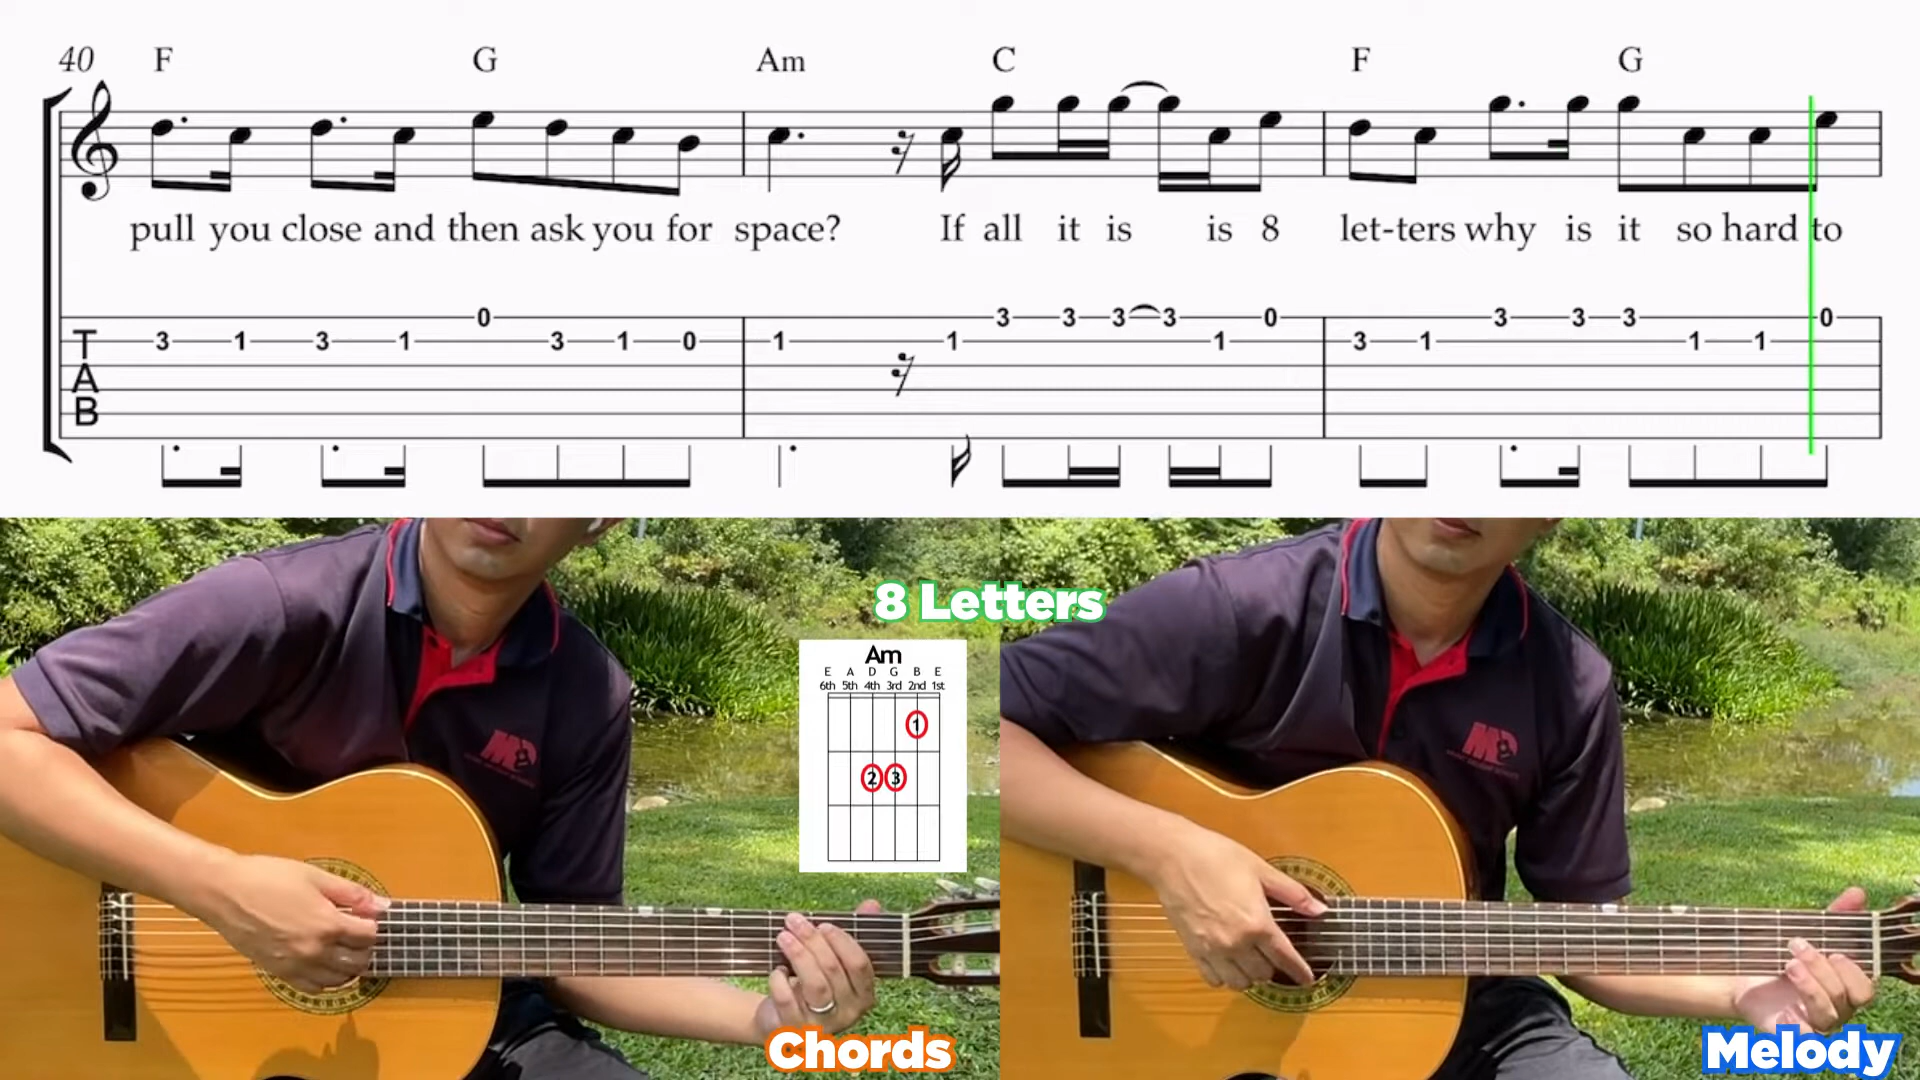 40 F G Am C F G
pull you close and then ask you for space? If all it is is 8 let-ters why is it so hard to
0 3 3 3 3 0 3 3 3 0
T 3 1 3 1 3 1 0 1 1 1 3 1 1 1
A
B
8 Letters
Am
E A D G B E
6th 5th 4th 3rd 2nd 1st
1
2 3
Chords
Melody